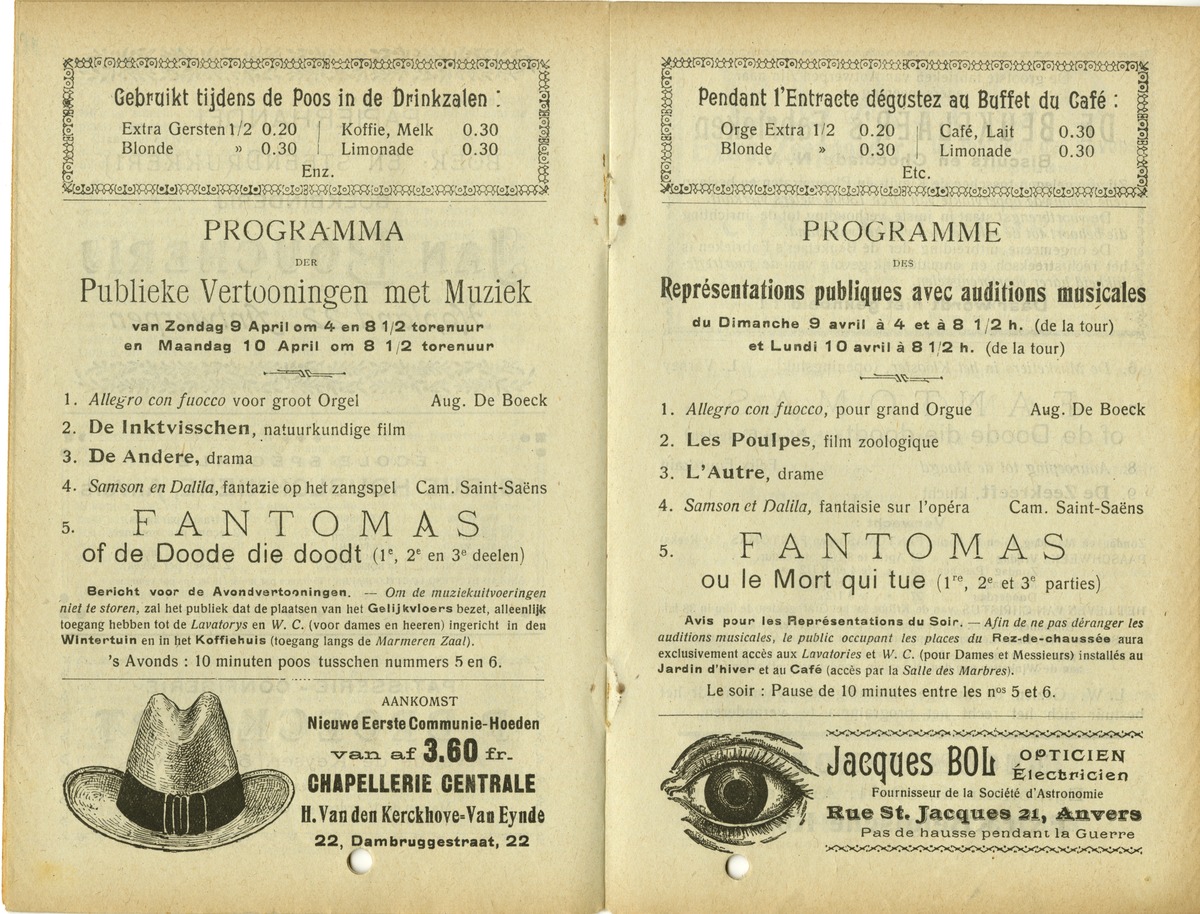 Gebruikt tijdens de Poos in de Drinkzalen :
Extra Gersten 1/2 0.20 Koffie, Melk 0.30
Blonde » 0.30 Limonade 0.30
Enz.
PROGRAMMA
DER
Publieke Vertooningen met Muziek
van Zondag 9 April om 4 en 8 1/2 torenuur
en Maandag 10 April om 8 1/2 torenuur
1. Allegro con fuocco voor groot Orgel Aug. De Boeck
2. De Inktvisschen, natuurkundige film
3. De Andere, drama
4. Samson en Dalila, fantazie op het zangspel Cam. Saint-Saëns
5. FANTOMAS
of de Doode die doodt (1e, 2e en 3e deelen)
Bericht voor de Avondvertooningen. — Om de muziekuitvoeringen
niet te storen, zal het publiek dat de plaatsen van het Gelijkvloers bezet, alleenlijk
toegang hebben tot de Lavatorys en W. C. (voor dames en heeren) ingericht in den
Wintertuin en in het Koffiehuis (toegang langs de Marmeren Zaal).
's Avonds : 10 minuten poos tusschen nummers 5 en 6.
AANKOMST
Nieuwe Eerste Communie-Hoeden
van af 3.60 fr.
CHAPELLERIE CENTRALE
H. Van den Kerckhove-Van Eynde
22, Dambruggestraat, 22
Pendant l'Entracte dégustez au Buffet du Café :
Orge Extra 1/2 0.20 Café, Lait 0.30
Blonde » 0.30 Limonade 0.30
Etc.
PROGRAMME
DES
Représentations publiques avec auditions musicales
du Dimanche 9 avril à 4 et à 8 1/2 h. (de la tour)
et Lundi 10 avril à 8 1/2 h. (de la tour)
1. Allegro con fuocco, pour grand Orgue Aug. De Boeck
2. Les Poulpes, film zoologique
3. L'Autre, drame
4. Samson et Dalila, fantaisie sur l'opéra Cam. Saint-Saëns
5. FANTOMAS
ou le Mort qui tue (1re, 2e et 3e parties)
Avis pour les Représentations du Soir. — Afin de ne pas déranger les
auditions musicales, le public occupant les places du Rez-de-chaussée aura
exclusivement accès aux Lavatories et W. C. (pour Dames et Messieurs) installés au
Jardin d'hiver et au Café (accès par la Salle des Marbres).
Le soir : Pause de 10 minutes entre les nos 5 et 6.
Jacques BOL OPTICIEN
Électricien
Fournisseur de la Société d'Astronomie
Rue St. Jacques 21, Anvers
Pas de hausse pendant la Guerre